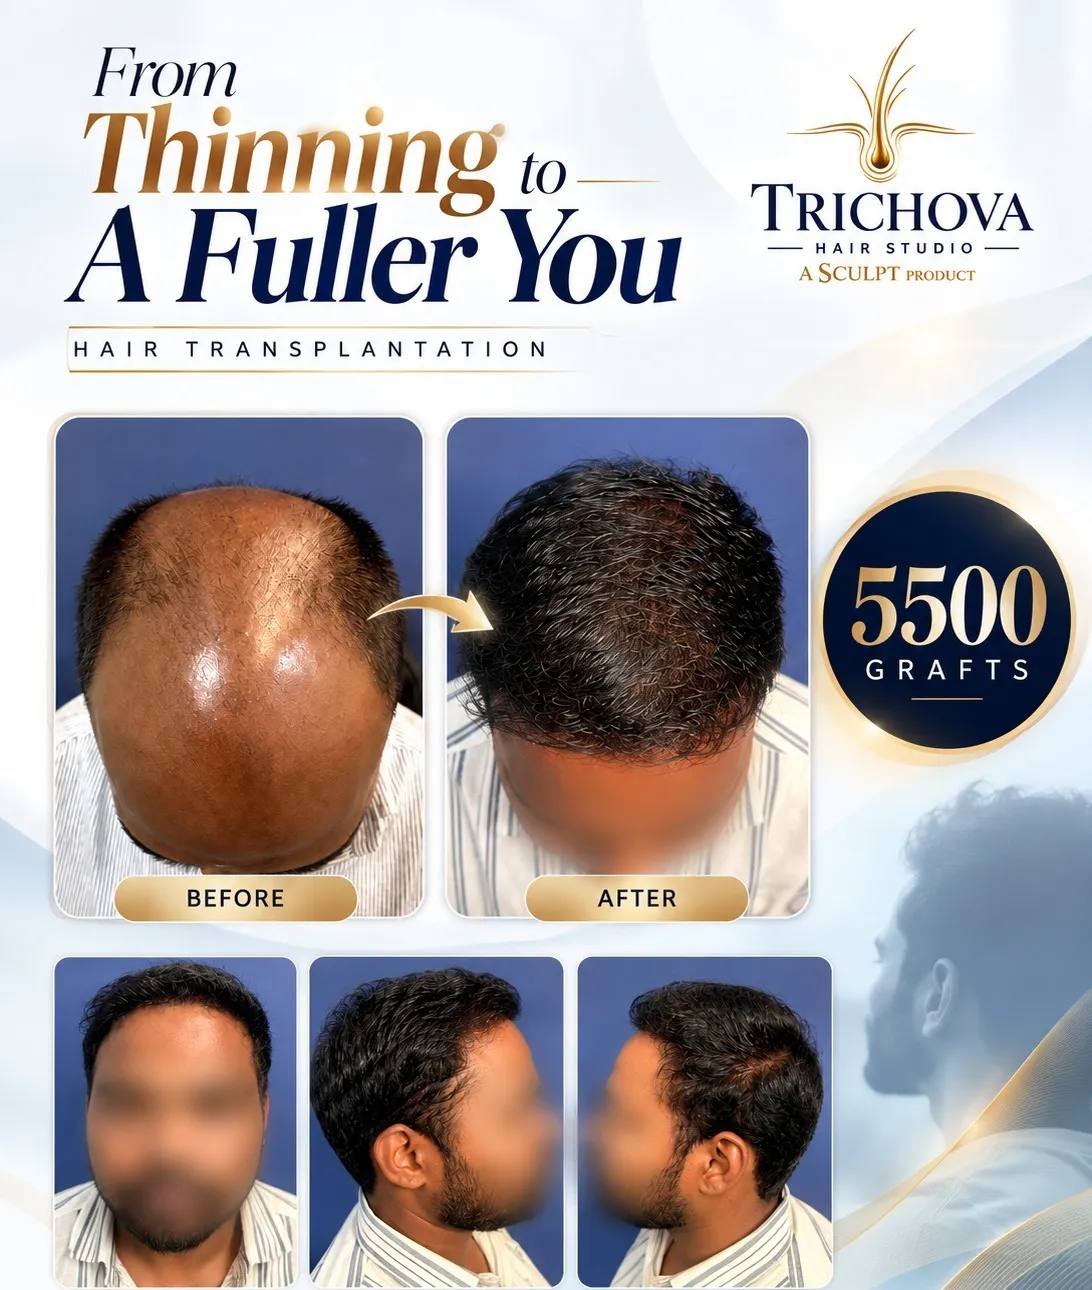 From
Thinning to
A Fuller You
HAIR TRANSPLANTATION
TRICHOVA
HAIR STUDIO
A SCULPT PRODUCT
5500
GRAFTS
BEFORE
AFTER